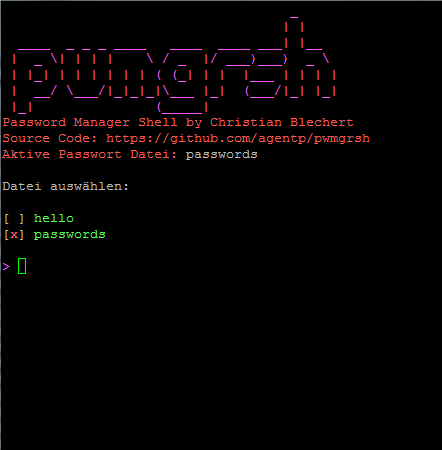 pwmgrsh
Password Manager Shell by Christian Blechert
Source Code: https://github.com/agentp/pwmgrsh
Aktive Passwort Datei: passwords
Datei auswählen:
[ ] hello
[x] passwords
>